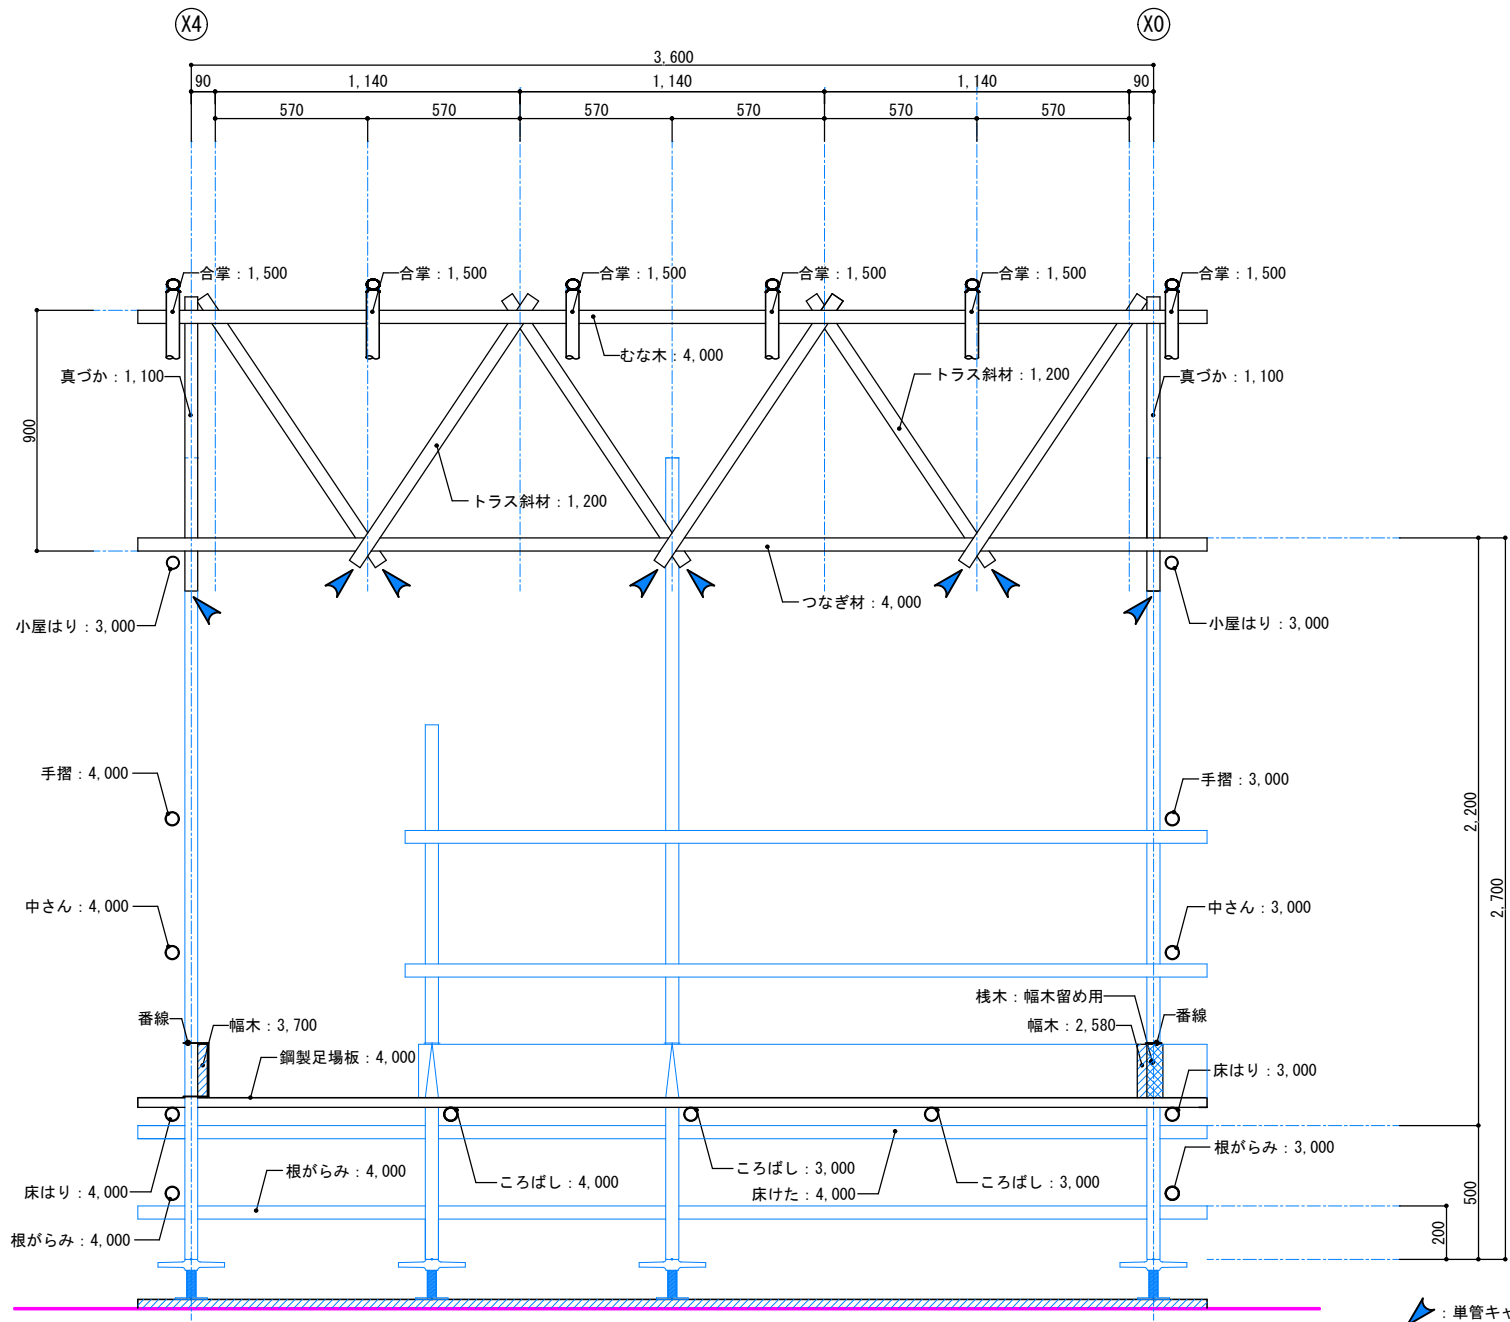 X4
X0
3,600
90
1,140
1,140
1,140
90
570
570
570
570
570
570
合掌：1,500
合掌：1,500
合掌：1,500
合掌：1,500
合掌：1,500
合掌：1,500
むな木：4,000
真づか：1,100
トラス斜材：1,200
真づか：1,100
900
トラス斜材：1,200
つなぎ材：4,000
小屋はり：3,000
小屋はり：3,000
手摺：4,000
手摺：3,000
2,200
2,700
中さん：4,000
中さん：3,000
桟木：幅木留め用
番線
幅木：3,700
幅木：2,580
番線
鋼製足場板：4,000
床はり：3,000
根がらみ：3,000
根がらみ：4,000
ころばし：3,000
床はり：4,000
ころばし：4,000
床けた：4,000
ころばし：3,000
500
200
根がらみ：4,000
：単管キャ